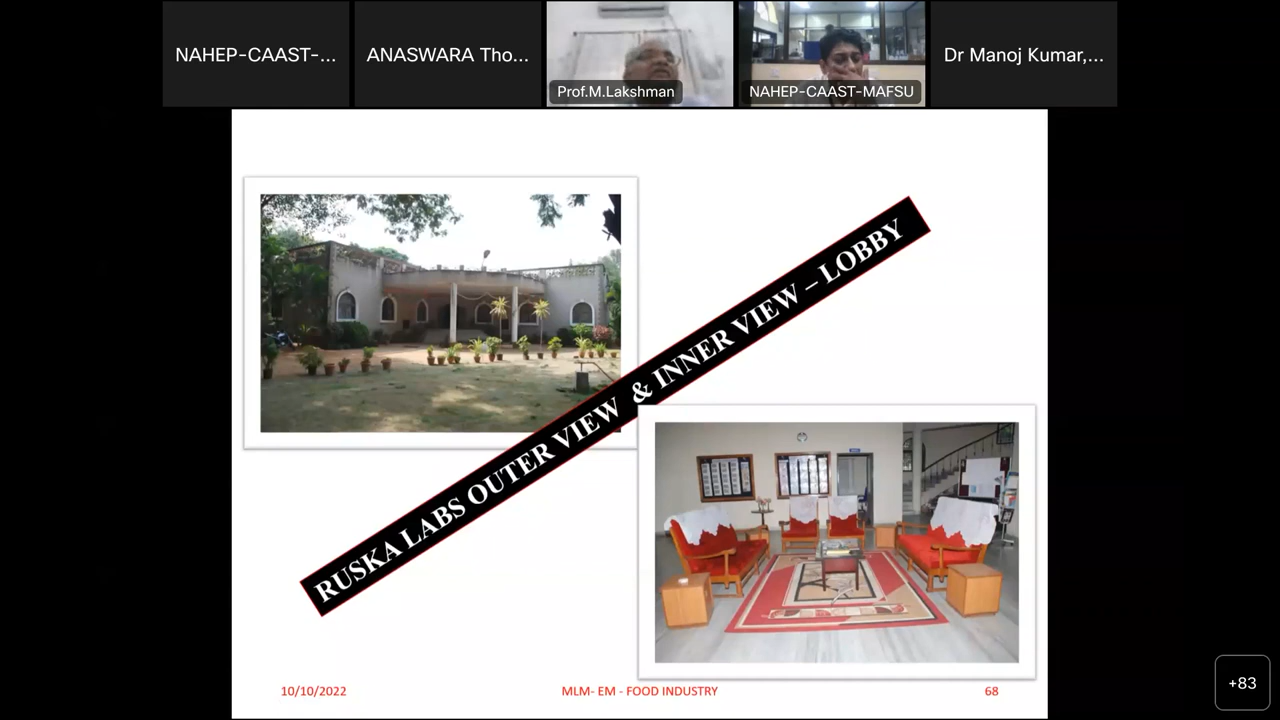 NAHEP-CAAST-...
ANASWARA Tho...
Prof.M.Lakshman
NAHEP-CAAST-MAFSU
Dr Manoj Kumar,...
RUSKA LABS OUTER VIEW & INNER VIEW – LOBBY
10/10/2022
MLM- EM - FOOD INDUSTRY
68
+83